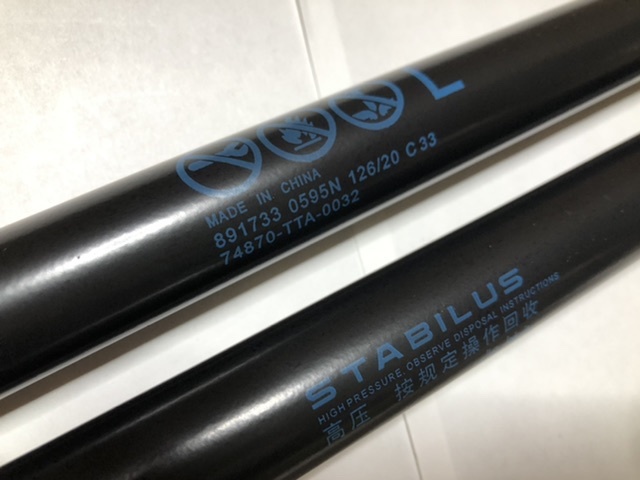 L
MADE IN CHINA
891733 0595N 126/20 C33
74870-TTA-0032
STABILUS
HIGH PRESSURE. OBSERVE DISPOSAL INSTRUCTIONS
高压 按规定操作回收